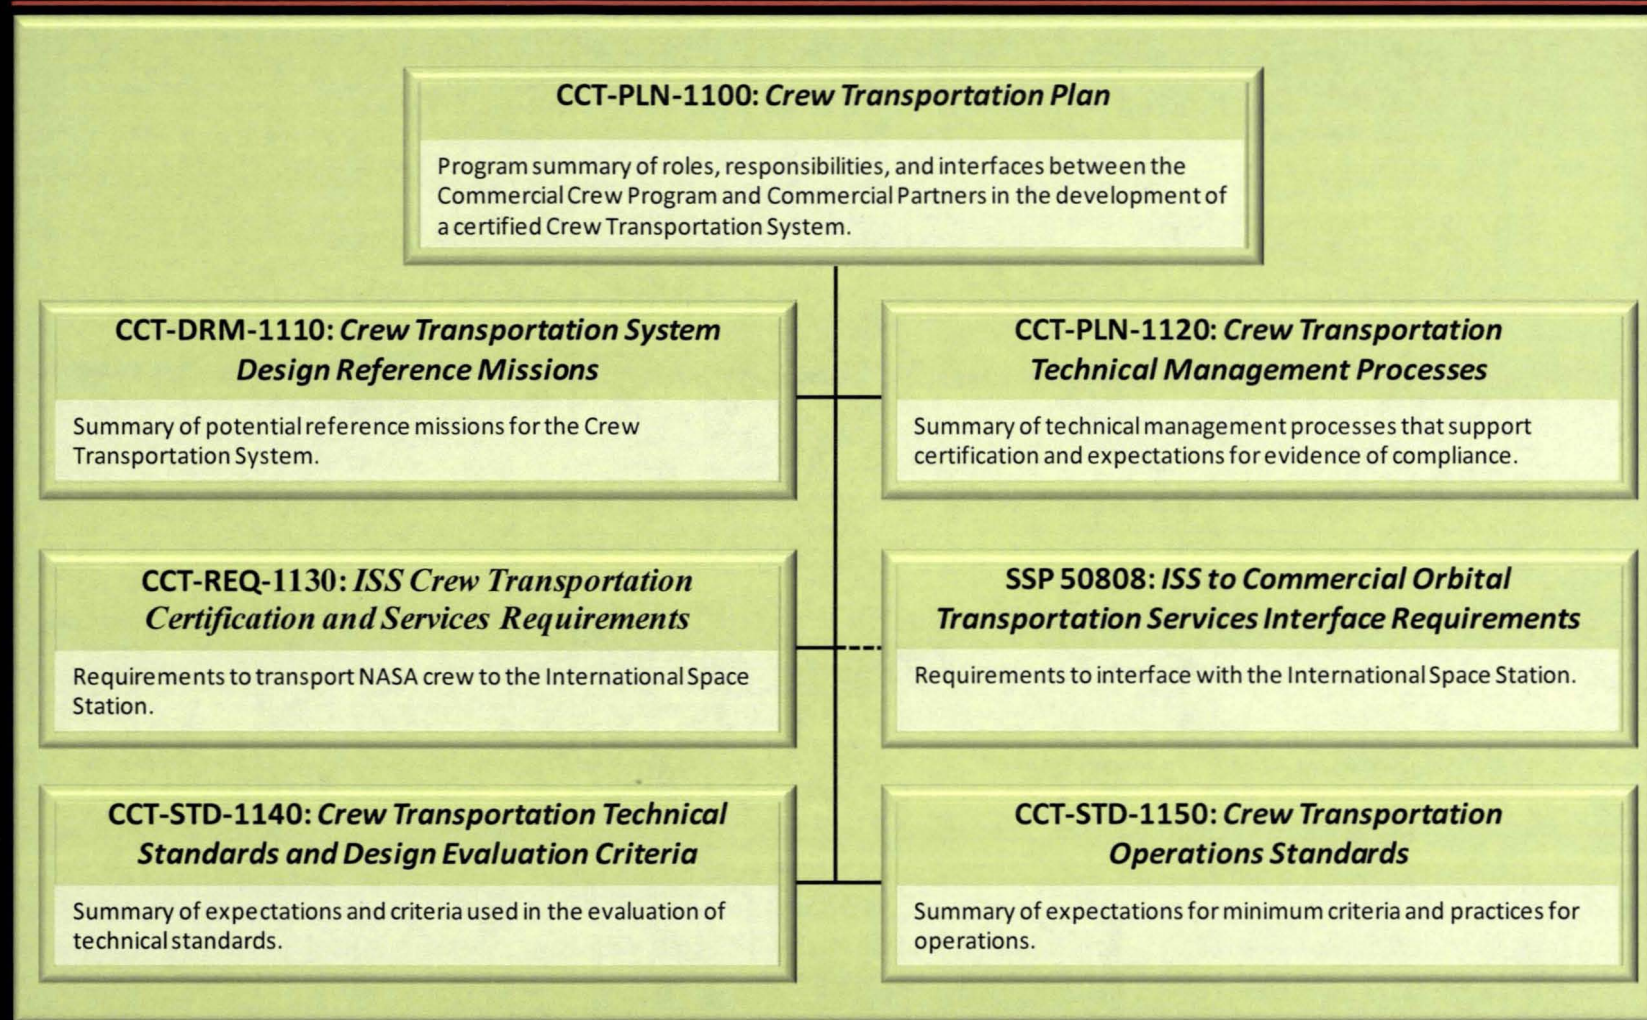 CCT-PLN-1100: Crew Transportation Plan
Program summary of roles, responsibilities, and interfaces between the
Commercial Crew Program and Commercial Partners in the development of
a certified Crew Transportation System.
CCT-DRM-1110: Crew Transportation System
Design Reference Missions
Summary of potential reference missions for the Crew
Transportation System.
CCT-PLN-1120: Crew Transportation
Technical Management Processes
Summary of technical management processes that support
certification and expectations for evidence of compliance.
CCT-REQ-1130: ISS Crew Transportation
Certification and Services Requirements
Requirements to transport NASA crew to the International Space
Station.
SSP 50808: ISS to Commercial Orbital
Transportation Services Interface Requirements
Requirements to interface with the International Space Station.
CCT-STD-1140: Crew Transportation Technical
Standards and Design Evaluation Criteria
Summary of expectations and criteria used in the evaluation of
technical standards.
CCT-STD-1150: Crew Transportation
Operations Standards
Summary of expectations for minimum criteria and practices for
operations.